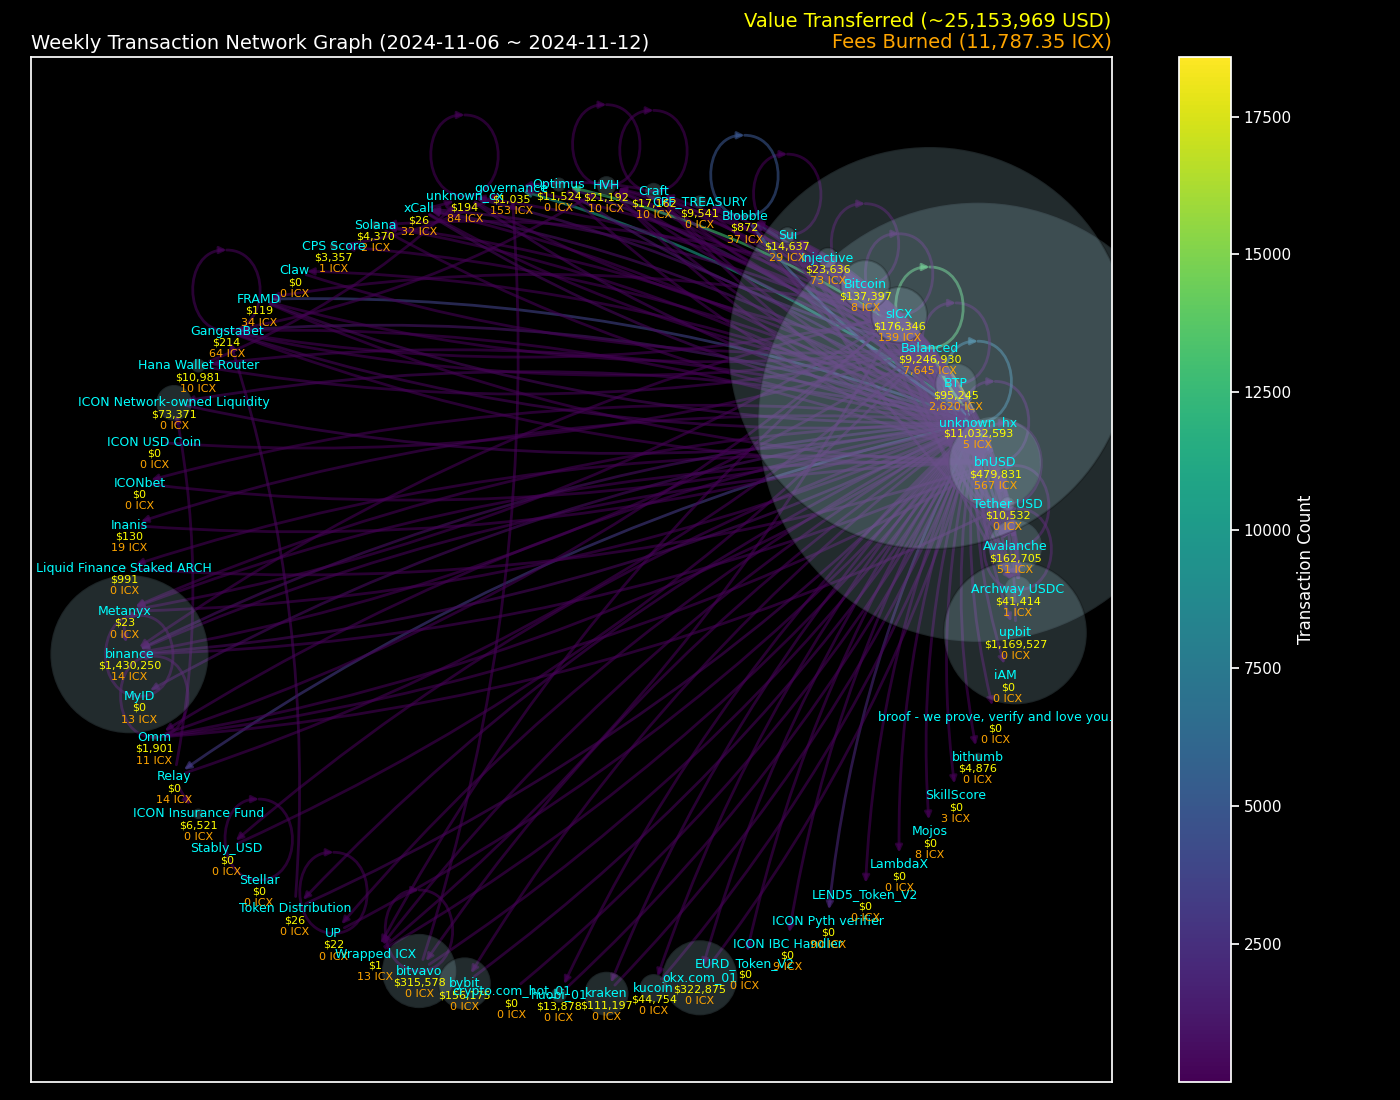 Value Transferred (~25,153,969 USD)
Weekly Transaction Network Graph (2024-11-06 ~ 2024-11-12)
Fees Burned (11,787.35 ICX)
Optimus
$11,524
0 ICX
HVH
$21,192
10 ICX
Craft
$17,162
10 ICX
CPF_TREASURY
$9,541
0 ICX
Blobble
$872
37 ICX
Sui
$14,637
29 ICX
Injective
$23,636
73 ICX
Bitcoin
$137,397
8 ICX
sICX
$176,346
139 ICX
Balanced
$9,246,930
7,645 ICX
BTP
$95,245
2,620 ICX
unknown_hx
$11,032,593
5 ICX
bnUSD
$479,831
567 ICX
Tether USD
$10,532
0 ICX
Avalanche
$162,705
51 ICX
Archway USDC
$41,414
1 ICX
upbit
$1,169,527
0 ICX
iAM
$0
0 ICX
broof - we prove, verify and love you.
$0
0 ICX
bithumb
$4,876
0 ICX
SkillScore
$0
3 ICX
Mojos
$0
8 ICX
LambdaX
$0
0 ICX
LEND5_Token_V2
$0
0 ICX
ICON Pyth verifier
$0
ICX
ICON IBC Handler
$0
9 ICX
EURD_Token_V2
$0
0 ICX
okx.com_01
$322,875
0 ICX
kucoin
$44,754
0 ICX
kraken
$111,197
0 ICX
huobi-01
$13,878
0 ICX
crypto.com_hot_01
$0
0 ICX
bybit
$156,175
0 ICX
bitvavo
$315,578
0 ICX
Wrapped ICX
$1
13 ICX
UP
$22
0 ICX
Token Distribution
$26
0 ICX
Stellar
$0
0 ICX
Stably_USD
$0
0 ICX
ICON Insurance Fund
$6,521
0 ICX
Relay
$0
14 ICX
Omm
$1,901
11 ICX
MyID
$0
13 ICX
binance
$1,430,250
14 ICX
Metanyx
$23
0 ICX
Liquid Finance Staked ARCH
$991
0 ICX
Inanis
$130
19 ICX
ICONbet
$0
0 ICX
ICON USD Coin
$0
0 ICX
ICON Network-owned Liquidity
$73,371
0 ICX
Hana Wallet Router
$10,981
10 ICX
GangstaBet
$214
64 ICX
FRAMD
$119
34 ICX
Claw
$0
0 ICX
CPS Score
$3,357
1 ICX
Solana
$4,370
2 ICX
xCall
$26
32 ICX
unknown_cx
$194
84 ICX
governance
$1,035
153 ICX
17500
15000
12500
10000
7500
5000
2500
Transaction Count